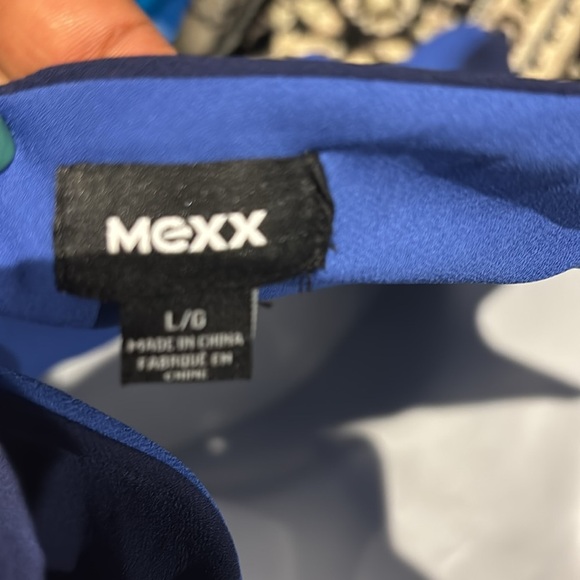 Mexx
L/G
MADE IN CHINA
FABRIQUÉ EN
CHINE